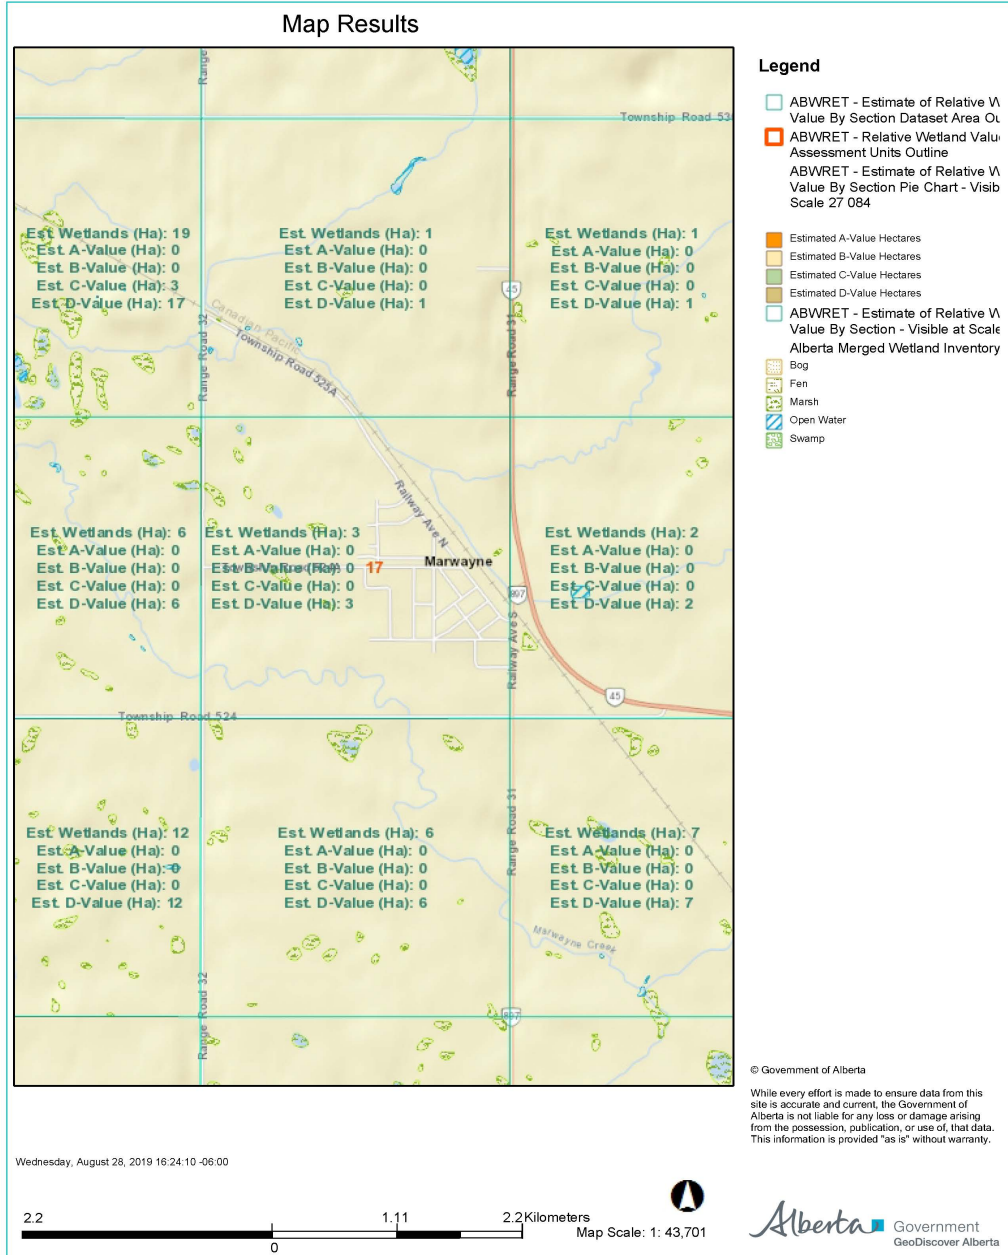 Map Results
Range
Township Road 53
Est. Wetlands (Ha): 19
Est. A-Value (Ha): 0
Est. B-Value (Ha): 0
Est. C-Value (Ha): 3
Est. D-Value (Ha): 17
Est. Wetlands (Ha): 1
Est. A-Value (Ha): 0
Est. B-Value (Ha): 0
Est. C-Value (Ha): 0
Est. D-Value (Ha): 1
Est. Wetlands (Ha): 1
Est. A-Value (Ha): 0
Est. B-Value (Ha): 0
Est. C-Value (Ha): 0
Est. D-Value (Ha): 1
45
Canadian Pacific
Township Road 525A
Range Road 32
Range Road 31
Railway Ave N
Est. Wetlands (Ha): 6
Est. A-Value (Ha): 0
Est. B-Value (Ha): 0
Est. C-Value (Ha): 0
Est. D-Value (Ha): 6
Est. Wetlands (Ha): 3
Est. A-Value (Ha): 0
Est. B-Value (Ha): 0
Est. C-Value (Ha): 0
Est. D-Value (Ha): 3
17
Marwayne
Est. Wetlands (Ha): 2
Est. A-Value (Ha): 0
Est. B-Value (Ha): 0
Est. C-Value (Ha): 0
Est. D-Value (Ha): 2
897
Railway Ave S
45
Township Road 524
Range Road 31
Est. Wetlands (Ha): 12
Est. A-Value (Ha): 0
Est. B-Value (Ha): 0
Est. C-Value (Ha): 0
Est. D-Value (Ha): 12
Est. Wetlands (Ha): 6
Est. A-Value (Ha): 0
Est. B-Value (Ha): 0
Est. C-Value (Ha): 0
Est. D-Value (Ha): 6
Est. Wetlands (Ha): 7
Est. A-Value (Ha): 0
Est. B-Value (Ha): 0
Est. C-Value (Ha): 0
Est. D-Value (Ha): 7
Marwayne Creek
Range Road 32
897
Legend
ABWRET - Estimate of Relative W
Value By Section Dataset Area Ou
ABWRET - Relative Wetland Valu
Assessment Units Outline
ABWRET - Estimate of Relative W
Value By Section Pie Chart - Visib
Scale 27 084
Estimated A-Value Hectares
Estimated B-Value Hectares
Estimated C-Value Hectares
Estimated D-Value Hectares
ABWRET - Estimate of Relative W
Value By Section - Visible at Scale
Alberta Merged Wetland Inventory
Bog
Fen
Marsh
Open Water
Swamp
© Government of Alberta
While every effort is made to ensure data from this
site is accurate and current, the Government of
Alberta is not liable for any loss or damage arising
from the possession, publication, or use of, that data.
This information is provided "as is" without warranty.
Wednesday, August 28, 2019 16:24:10 -06:00
2.2
1.11
2.2 Kilometers
0
Map Scale: 1: 43,701
Alberta Government
GeoDiscover Alberta